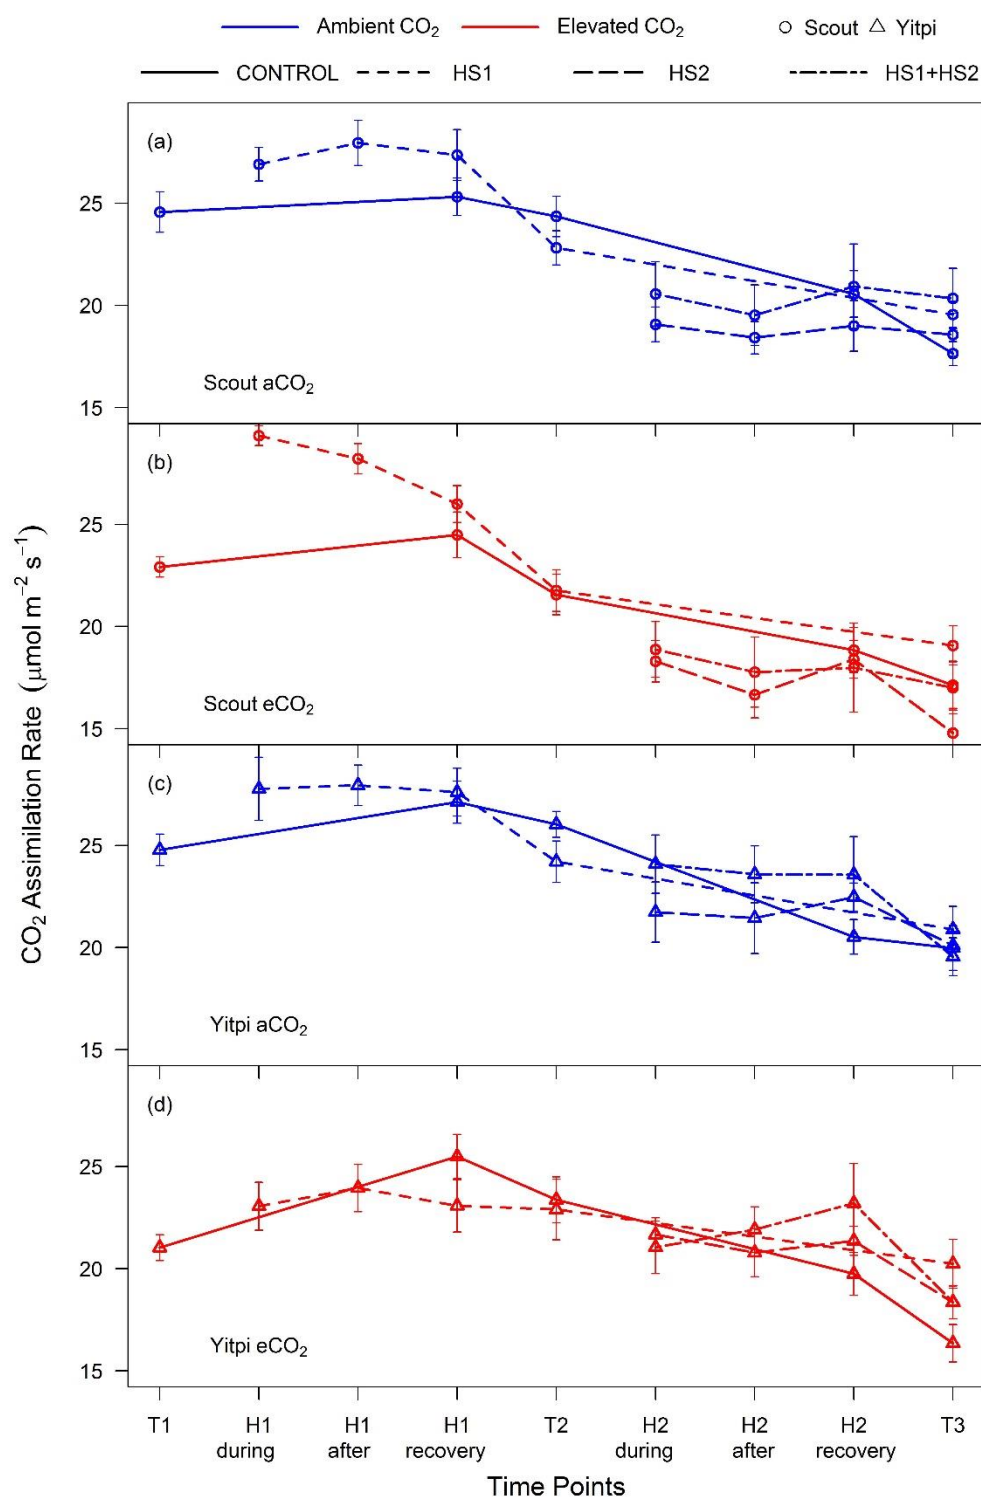 Ambient CO₂ Elevated CO₂ Scout Yitpi
CONTROL HS1 HS2 HS1+HS2
(a)
25
20
15
Scout aCO₂
(b)
25
20
15
Scout eCO₂
(c)
25
20
15
Yitpi aCO₂
(d)
25
20
15
Yitpi eCO₂
CO₂ Assimilation Rate (μmol m⁻² s⁻¹)
T1 H1 H1 H1 T2 H2 H2 H2 T3
during after recovery during after recovery
Time Points